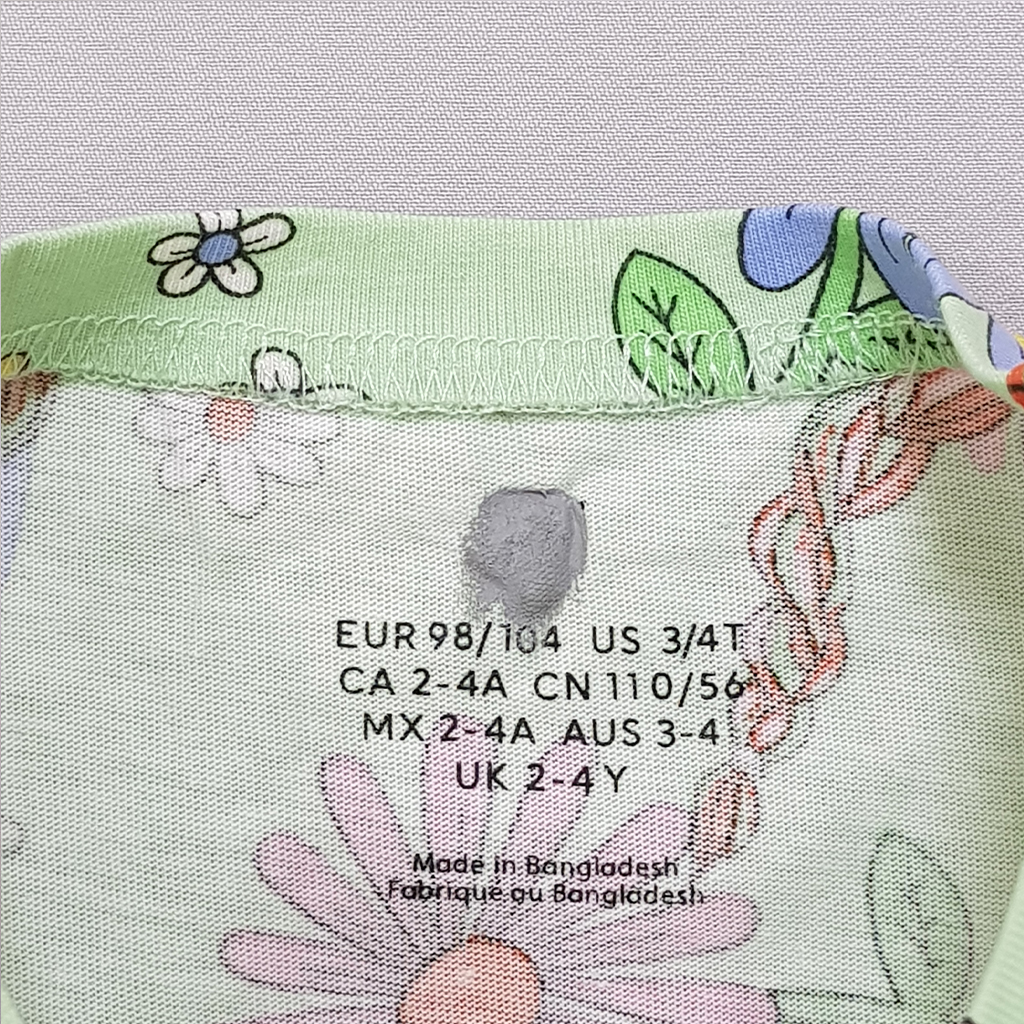 EUR 98/104 US 3/4T
CA 2-4A CN 110/56
MX 2-4A AUS 3-4
UK 2-4Y
Made in Bangladesh
Fabriqué au Bangladesh